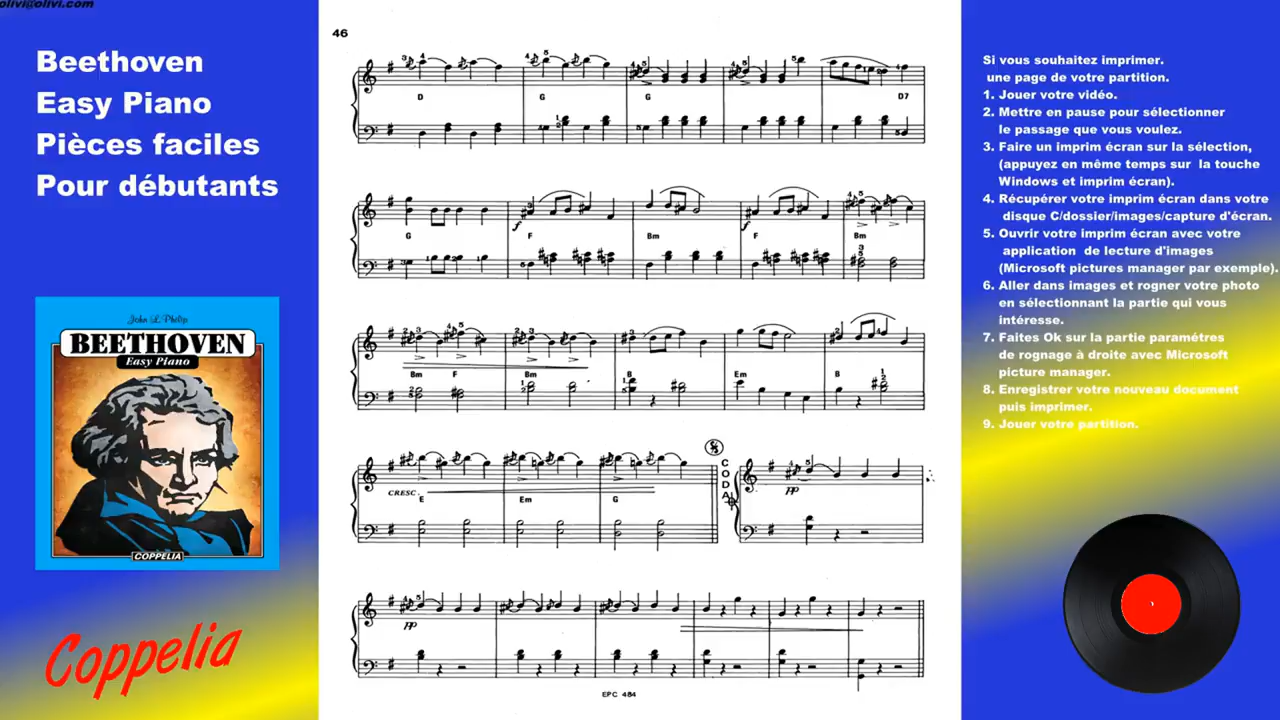 olivi@olivi.com
Beethoven
Easy Piano
Pièces faciles
Pour débutants
John L. Philip
BEETHOVEN
Easy Piano
COPPELIA
Coppelia
46
D G G D7
G F Bm F Bm
f f
Bm F Bm B Em B
CRESC.
E Em G
CODA
pp
pp
EPC 484
Si vous souhaitez imprimer.
une page de votre partition.
1. Jouer votre vidéo.
2. Mettre en pause pour sélectionner
le passage que vous voulez.
3. Faire un imprim écran sur la sélection,
(appuyez en même temps sur la touche
Windows et imprim écran).
4. Récupérer votre imprim écran dans votre
disque C/dossier/images/capture d'écran.
5. Ouvrir votre imprim écran avec votre
application de lecture d'images
(Microsoft pictures manager par exemple).
6. Aller dans images et rogner votre photo
en sélectionnant la partie qui vous
intéresse.
7. Faites Ok sur la partie paramétres
de rognage à droite avec Microsoft
picture manager.
8. Enregistrer votre nouveau document
puis imprimer.
9. Jouer votre partition.